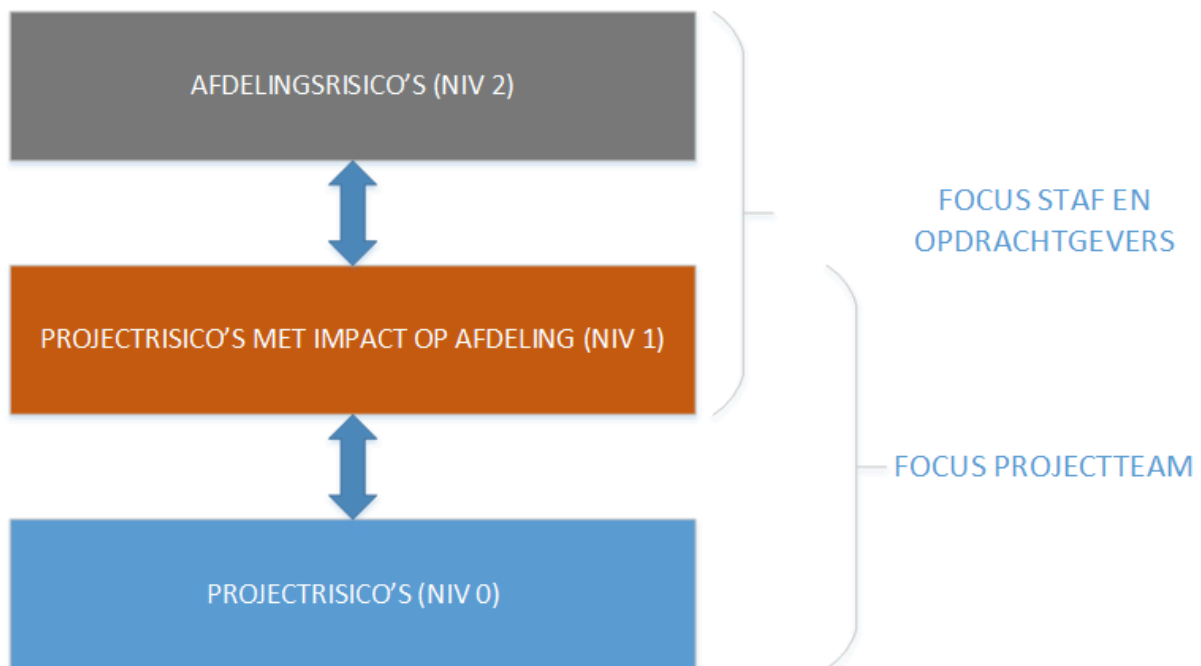 AFDELINGSRISICO’S (NIV 2)
FOCUS STAF EN
OPDRACHTGEVERS
PROJECTRISICO’S MET IMPACT OP AFDELING (NIV 1)
FOCUS PROJECTTEAM
PROJECTRISICO’S (NIV 0)